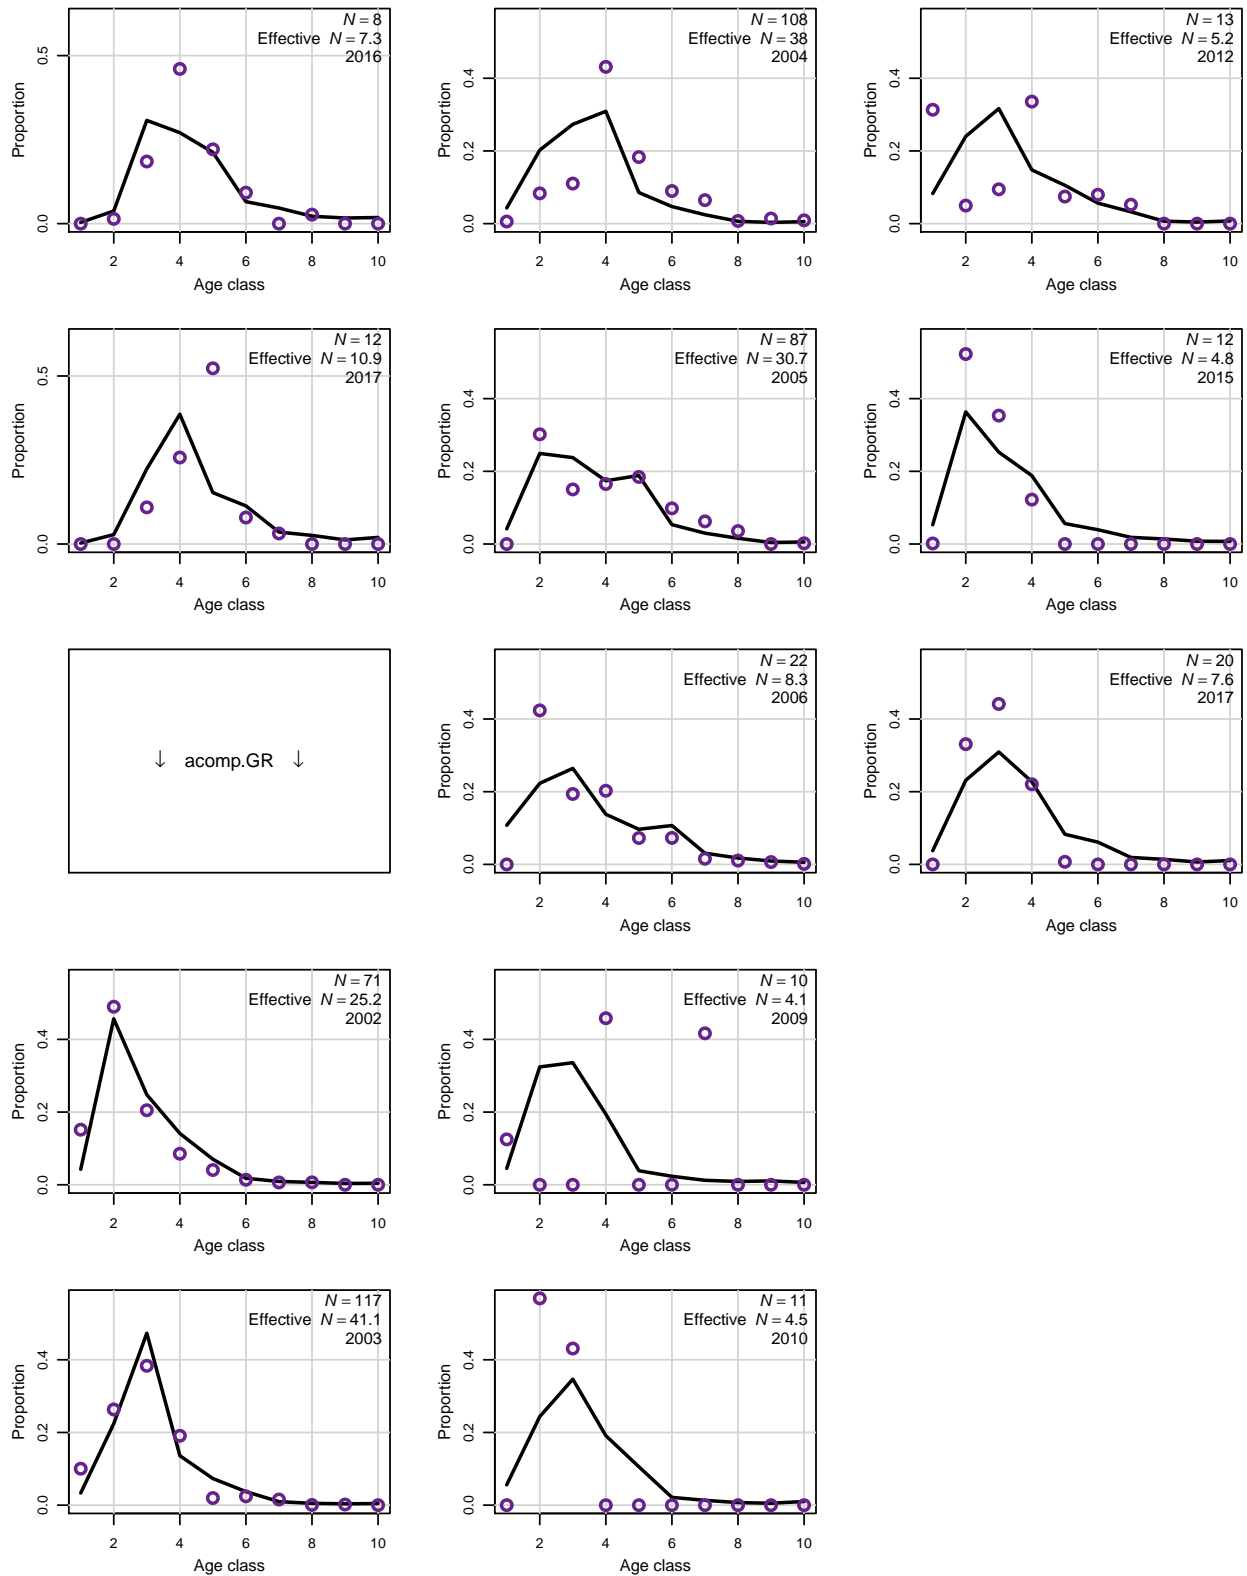 N = 8
Effective N = 7.3
2016
Proportion
0.0
0.5
2 4 6 8 10
Age class
N = 12
Effective N = 10.9
2017
Proportion
0.0
0.5
2 4 6 8 10
Age class
↓ acomp.GR ↓
N = 71
Effective N = 25.2
2002
Proportion
0.0
0.2
0.4
2 4 6 8 10
Age class
N = 117
Effective N = 41.1
2003
Proportion
0.0
0.2
0.4
2 4 6 8 10
Age class
N = 108
Effective N = 38
2004
Proportion
0.0
0.2
0.4
2 4 6 8 10
Age class
N = 87
Effective N = 30.7
2005
Proportion
0.0
0.2
0.4
2 4 6 8 10
Age class
N = 22
Effective N = 8.3
2006
Proportion
0.0
0.2
0.4
2 4 6 8 10
Age class
N = 10
Effective N = 4.1
2009
Proportion
0.0
0.2
0.4
2 4 6 8 10
Age class
N = 11
Effective N = 4.5
2010
Proportion
0.0
0.2
0.4
2 4 6 8 10
Age class
N = 13
Effective N = 5.2
2012
Proportion
0.0
0.2
0.4
2 4 6 8 10
Age class
N = 12
Effective N = 4.8
2015
Proportion
0.0
0.2
0.4
2 4 6 8 10
Age class
N = 20
Effective N = 7.6
2017
Proportion
0.0
0.2
0.4
2 4 6 8 10
Age class